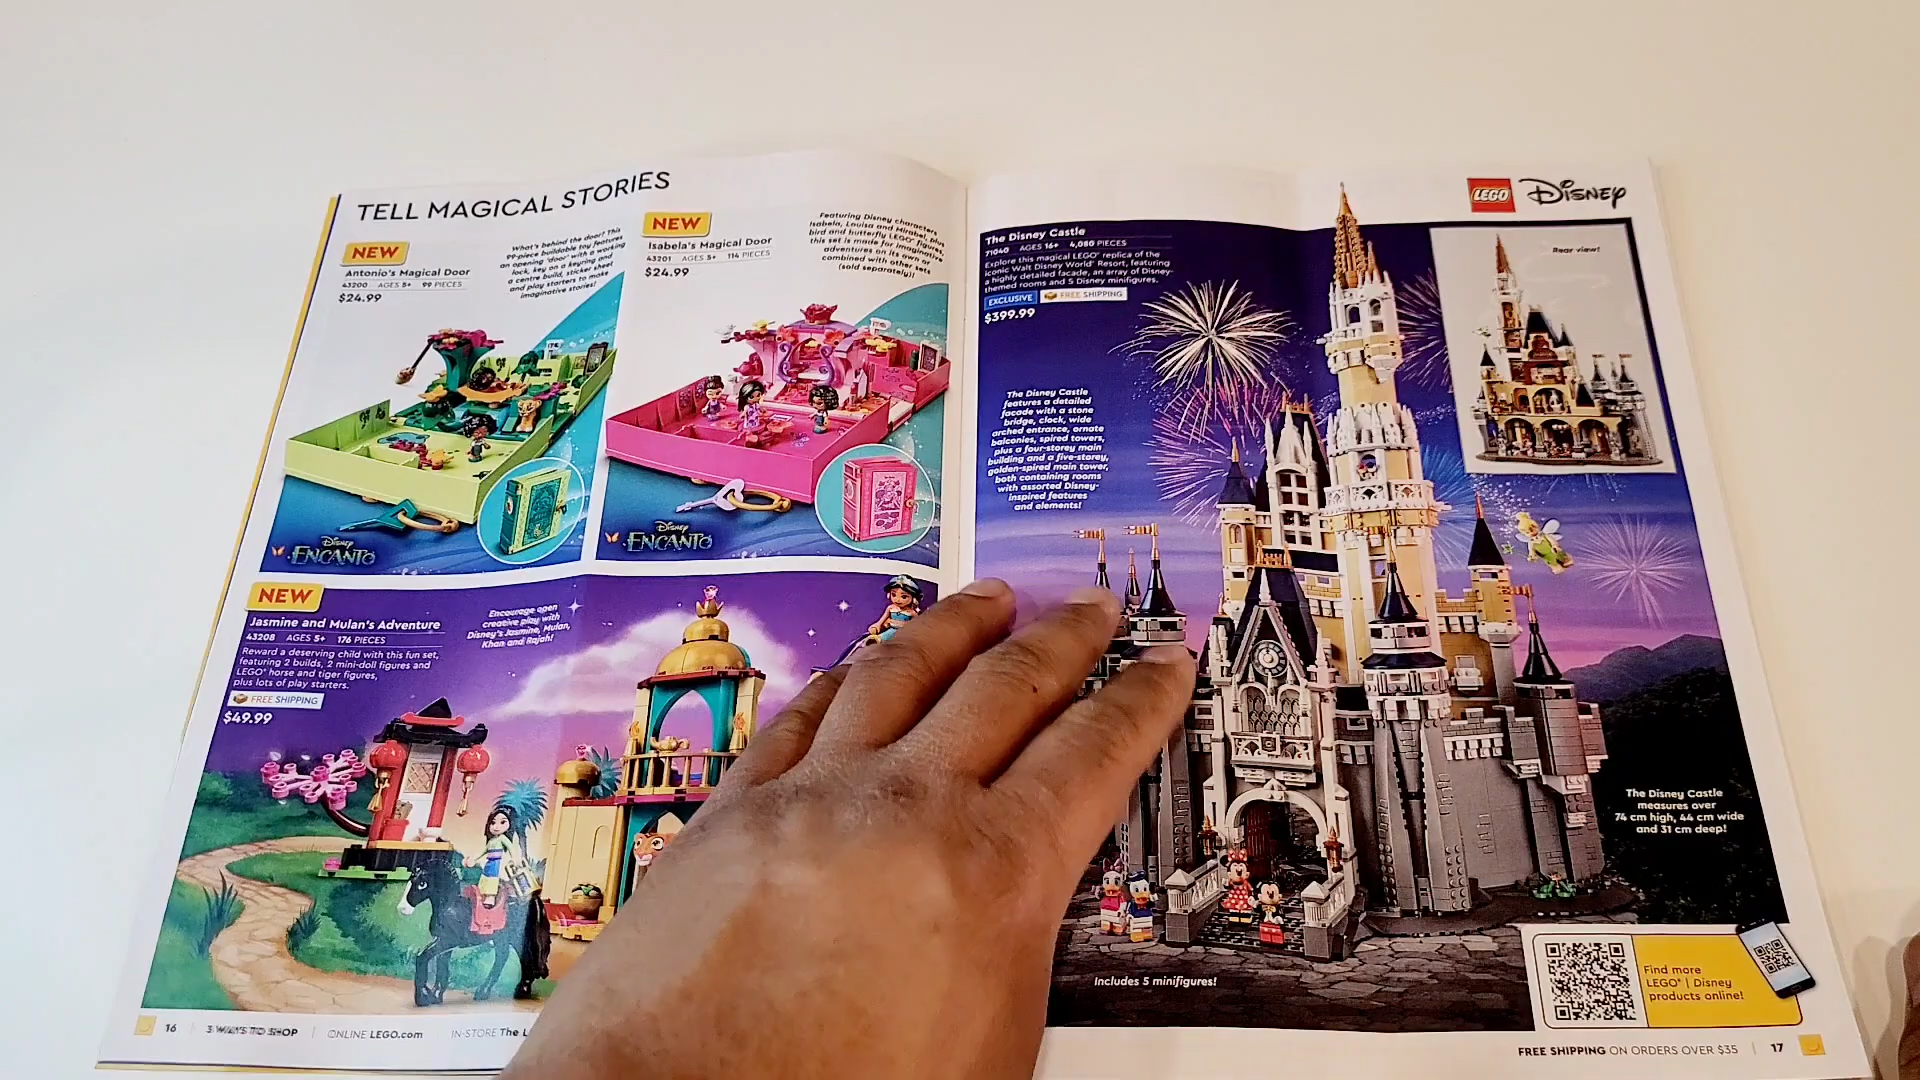 TELL MAGICAL STORIES
NEW
Antonio's Magical Door
43200 AGES 5+ 99 PIECES
$24.99
What's behind the door? This
99-piece buildable toy features
an opening 'door' with a working
lock, key on a keyring and
a centre build, sticker sheet
and play starters to make
imaginative stories!
Disney
ENCANTO
NEW
Isabela's Magical Door
43201 AGES 5+ 114 PIECES
$24.99
Featuring Disney characters
Isabela, Louisa and Mirabel, plus
bird and butterfly LEGO® figures,
this set is made for imaginative
adventures on its own or
combined with other sets
(sold separately)!
Disney
ENCANTO
NEW
Jasmine and Mulan's Adventure
43208 AGES 5+ 176 PIECES
Reward a deserving child with this fun set,
featuring 2 builds, 2 mini-doll figures and
LEGO® horse and tiger figures,
plus lots of play starters.
FREE SHIPPING
$49.99
Encourage open
creative play with
Disney's Jasmine, Mulan,
Khan and Rajah!
16 3 WAYS TO SHOP ONLINE LEGO.com IN-STORE The L
LEGO Disney
The Disney Castle
71040 AGES 16+ 4,080 PIECES
Explore this magical LEGO® replica of the
iconic Walt Disney World® Resort, featuring
a highly detailed facade, an array of Disney-
themed rooms and 5 Disney minifigures.
EXCLUSIVE FREE SHIPPING
$399.99
Rear view!
The Disney Castle
features a detailed
facade with a stone
bridge, clock, wide
arched entrance, ornate
balconies, spired towers,
plus a four-storey main
building and a five-storey,
golden-spired main tower,
both containing rooms
with assorted Disney-
inspired features
and elements!
The Disney Castle
measures over
74 cm high, 44 cm wide
and 31 cm deep!
Includes 5 minifigures!
Find more
LEGO® | Disney
products online!
FREE SHIPPING ON ORDERS OVER $35 17